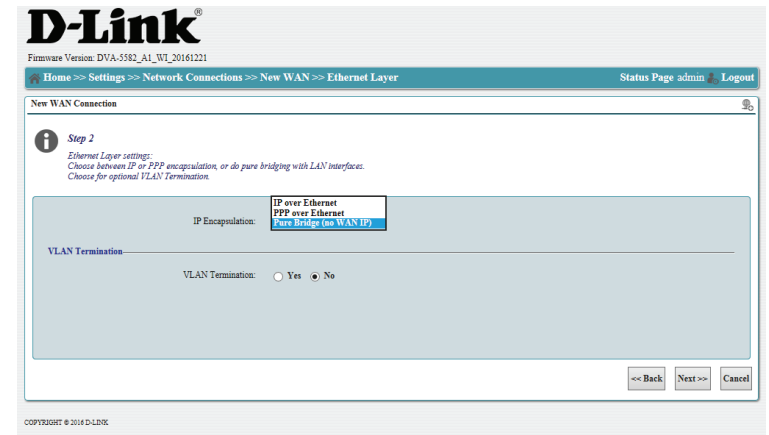 D-Link®
Firmware Version: DVA-5582_A1_WI_20161221
Home >> Settings >> Network Connections >> New WAN >> Ethernet Layer
Status Page admin Logout
New WAN Connection
Step 2
Ethernet Layer settings:
Choose between IP or PPP encapsulation, or do pure bridging with LAN interfaces.
Choose for optional VLAN Termination.
IP Encapsulation:
IP over Ethernet
PPP over Ethernet
Pure Bridge (no WAN IP)
VLAN Termination
VLAN Termination: Yes No
<< Back Next >> Cancel
COPYRIGHT © 2016 D-LINK